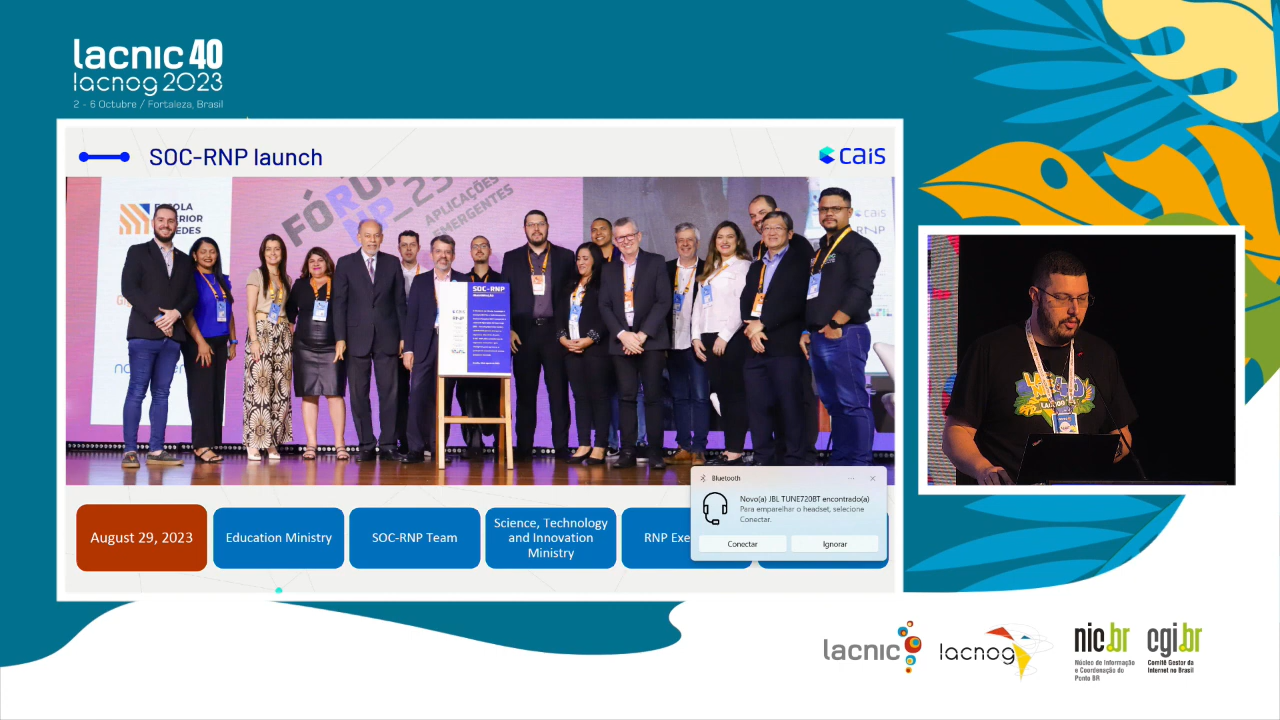 lacnic 40
lacnog 2023
2 - 6 Octubre / Fortaleza, Brasil
SOC-RNP launch
cais
FÓRUM
RNP_23
APLICAÇÕES
EMERGENTES
cais
RNP
SOC-RNP
August 29, 2023
Education Ministry
SOC-RNP Team
Science, Technology
and Innovation
Ministry
RNP
Bluetooth
Novo(a) JBL TUNE720BT encontrado(a)
Para emparelhar o headset, selecione
Conectar.
Conectar
Ignorar
lacnic
lacnog
nic.br
Núcleo de Informação
e Coordenação do
Ponto BR
cgi.br
Comitê Gestor da
Internet no Brasil